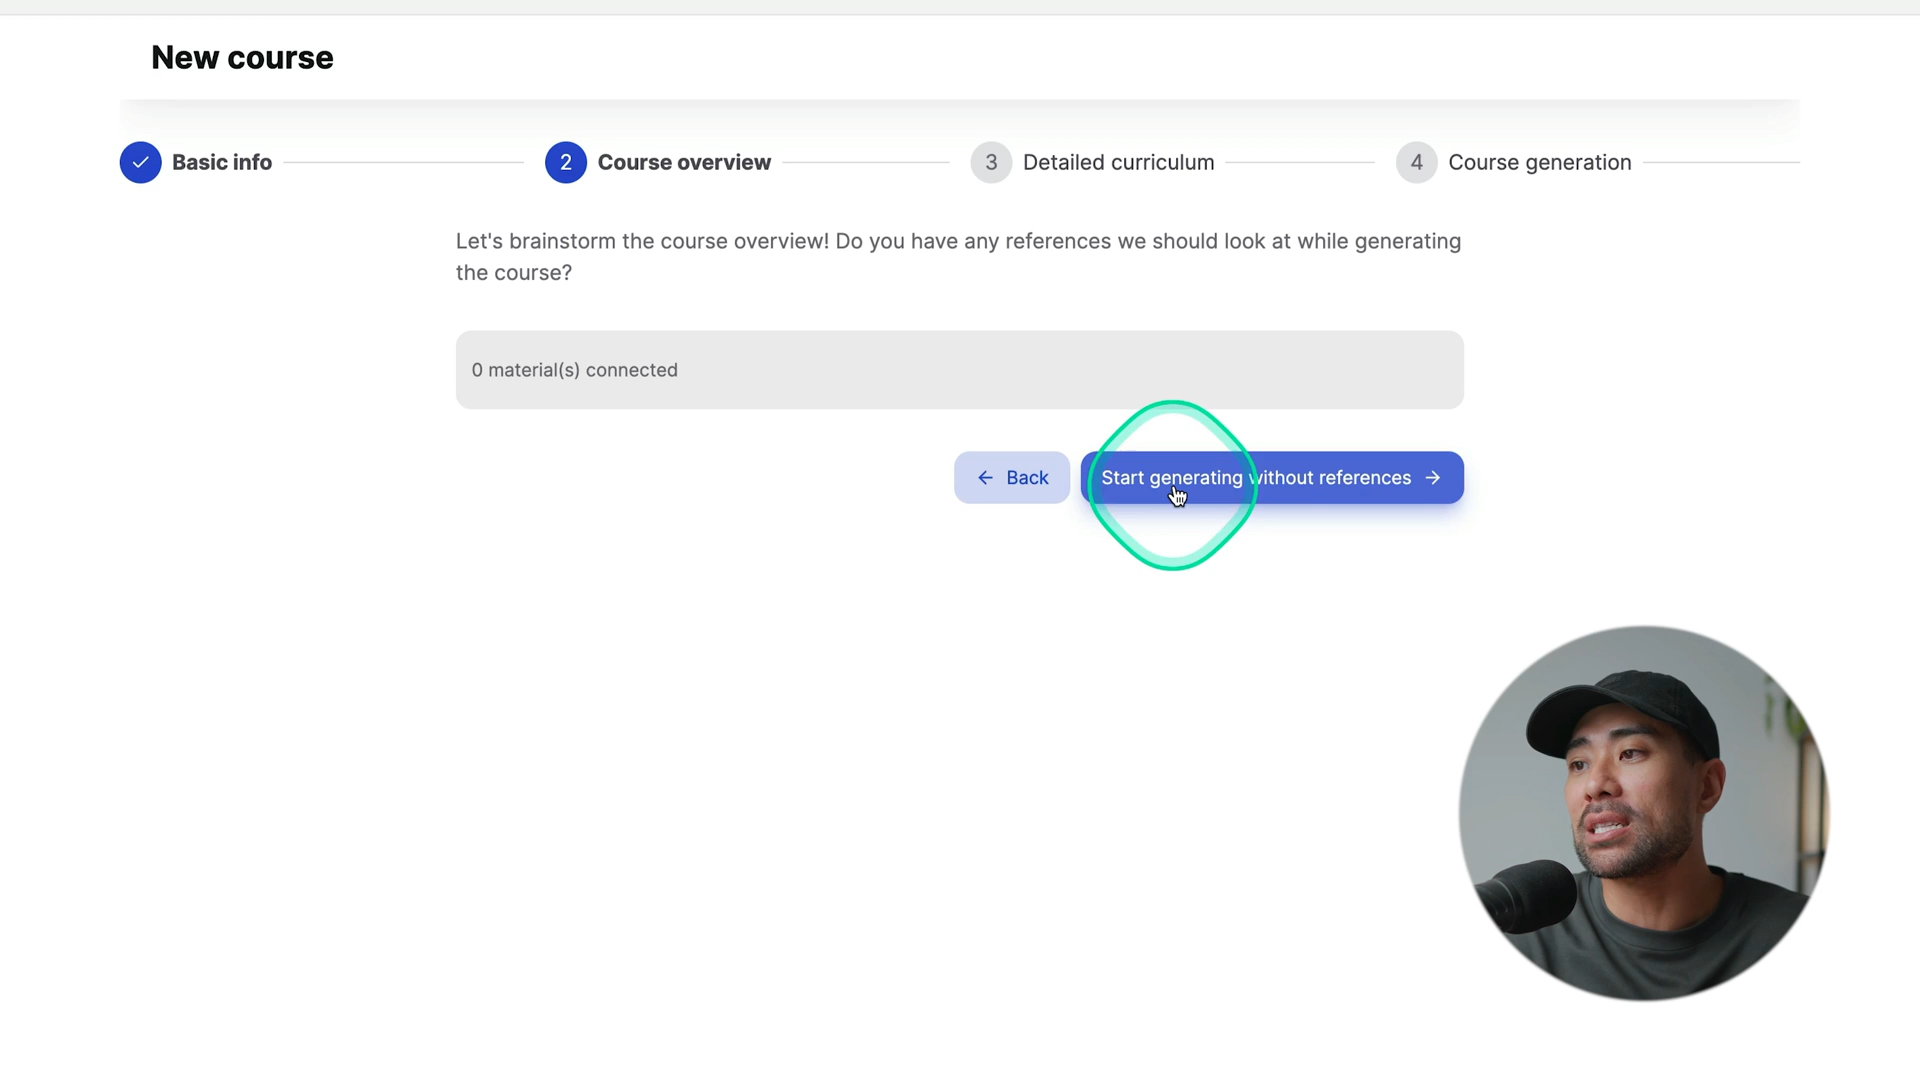 New course
Basic info
2 Course overview
3 Detailed curriculum
4 Course generation
Let's brainstorm the course overview! Do you have any references we should look at while generating
the course?
0 material(s) connected
← Back
Start generating without references →